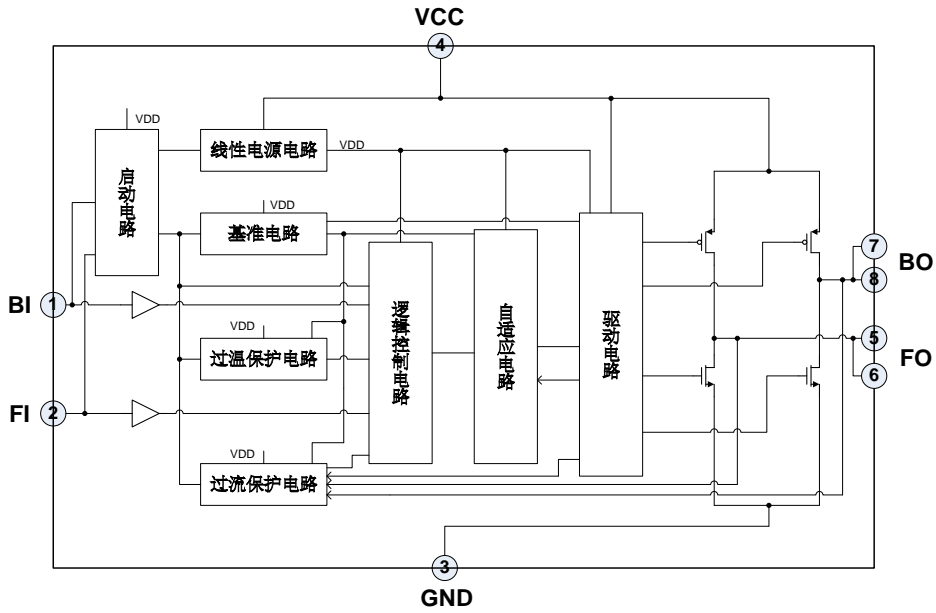 VCC
4
VDD
线性电源电路
VDD
启动电路
VDD
基准电路
7
BO
8
BI
1
逻辑控制电路
自适应电路
驱动电路
VDD
过温保护电路
5
FO
6
FI
2
VDD
过流保护电路
3
GND